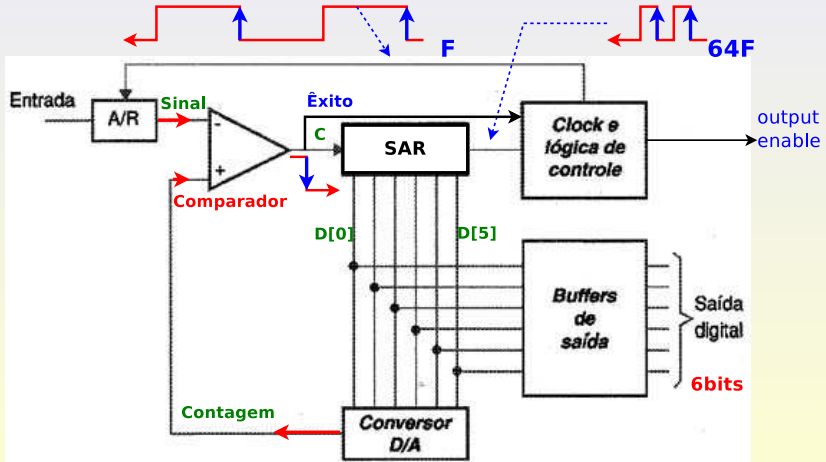 F
64F
Entrada
A/R
Sinal
-
+
Comparador
Êxito
C
SAR
Clock e
lógica de
controle
output
enable
D[0]
D[5]
Buffers
de
saída
Saída
digital
6bits
Contagem
Conversor
D/A